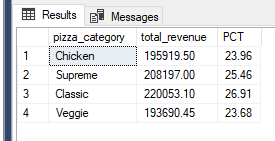 Results Messages
pizza_category total_revenue PCT
1 Chicken 195919.50 23.96
2 Supreme 208197.00 25.46
3 Classic 220053.10 26.91
4 Veggie 193690.45 23.68